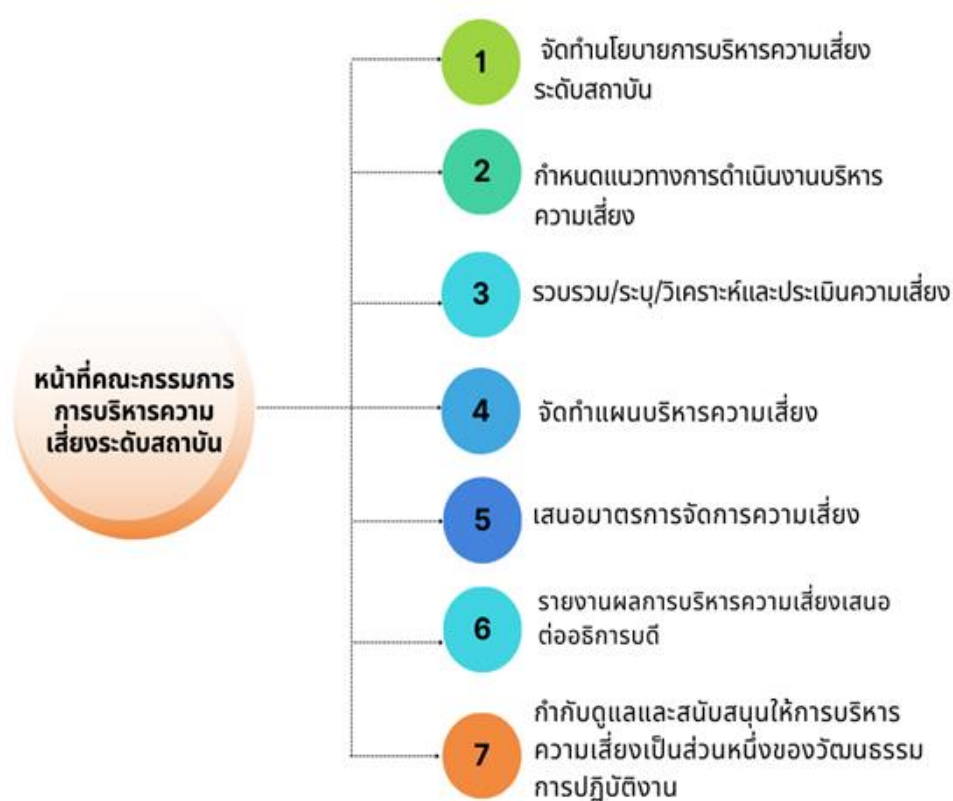 หน้าที่คณะกรรมการ
การบริหารความ
เสี่ยงระดับสถาบัน
1
จัดทำนโยบายการบริหารความเสี่ยง
ระดับสถาบัน
2
กำหนดแนวทางการดำเนินงานบริหาร
ความเสี่ยง
3
รวบรวม/ระบุ/วิเคราะห์และประเมินความเสี่ยง
4
จัดทำแผนบริหารความเสี่ยง
5
เสนอมาตรการจัดการความเสี่ยง
6
รายงานผลการบริหารความเสี่ยงเสนอ
ต่ออธิการบดี
7
กำกับดูแลและสนับสนุนให้การบริหาร
ความเสี่ยงเป็นส่วนหนึ่งของวัฒนธรรม
การปฏิบัติงาน